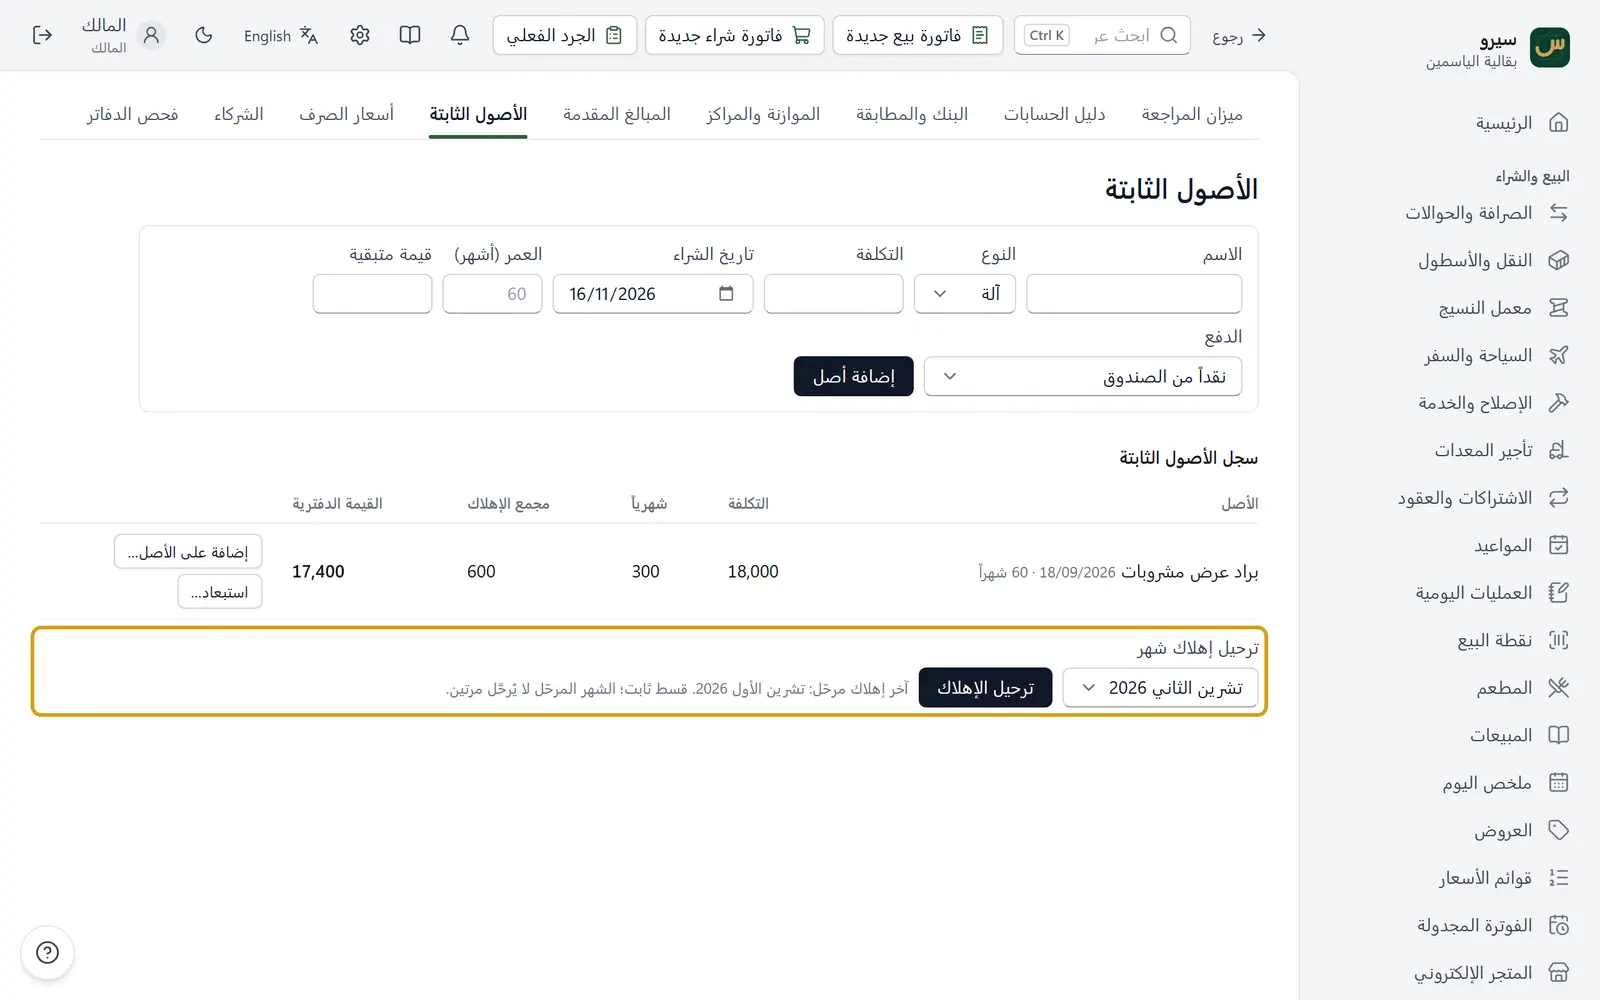 سيرو
بقالية الياسمين
رجوع
ابحث عر
Ctrl K
فاتورة بيع جديدة
فاتورة شراء جديدة
الجرد الفعلي
English
المالك
المالك
الرئيسية
البيع والشراء
الصرافة والحوالات
النقل والأسطول
معمل النسيج
السياحة والسفر
الإصلاح والخدمة
تأجير المعدات
الاشتراكات والعقود
المواعيد
العمليات اليومية
نقطة البيع
المطعم
المبيعات
ملخص اليوم
العروض
قوائم الأسعار
الفوترة المجدولة
المتجر الإلكتروني
ميزان المراجعة
دليل الحسابات
البنك والمطابقة
الموازنة والمراكز
المبالغ المقدمة
الأصول الثابتة
أسعار الصرف
الشركاء
فحص الدفاتر
الأصول الثابتة
الاسم
النوع
التكلفة
تاريخ الشراء
العمر (أشهر)
قيمة متبقية
آلة
16/11/2026
60
الدفع
نقداً من الصندوق
إضافة أصل
سجل الأصول الثابتة
الأصل
التكلفة
شهرياً
مجمع الإهلاك
القيمة الدفترية
براد عرض مشروبات 18/09/2026 · 60 شهراً
18,000
300
600
17,400
إضافة على الأصل...
استبعاد...
ترحيل إهلاك شهر
تشرين الثاني 2026
ترحيل الإهلاك
آخر إهلاك مرحّل: تشرين الأول 2026. قسط ثابت؛ الشهر المرحّل لا يُرحَّل مرتين.